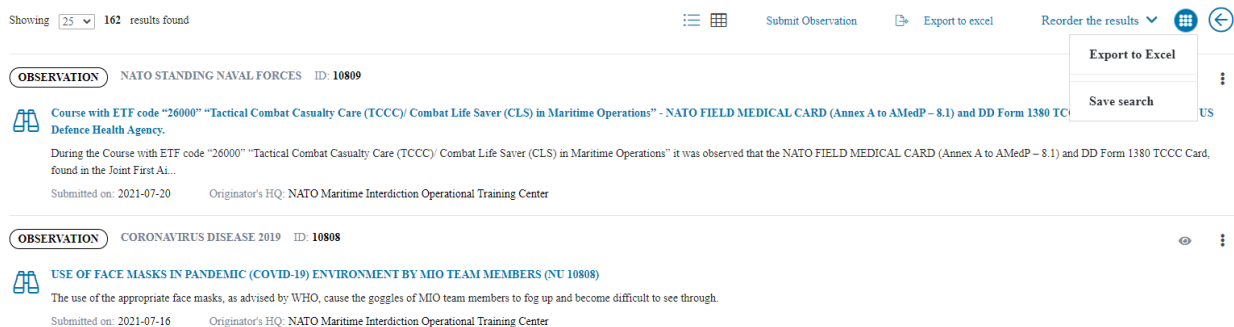 Showing 25 162 results found Submit Observation Export to excel Reorder the results
Export to Excel
Save search
OBSERVATION NATO STANDING NAVAL FORCES ID: 10809
Course with ETF code “26000” “Tactical Combat Casualty Care (TCCC)/ Combat Life Saver (CLS) in Maritime Operations” - NATO FIELD MEDICAL CARD (Annex A to AMedP – 8.1) and DD Form 1380 US
Defence Health Agency.
During the Course with ETF code “26000” “Tactical Combat Casualty Care (TCCC)/ Combat Life Saver (CLS) in Maritime Operations” it was observed that the NATO FIELD MEDICAL CARD (Annex A to AMedP – 8.1) and DD Form 1380 TCCC Card,
found in the Joint First Ai...
Submitted on: 2021-07-20 Originator's HQ: NATO Maritime Interdiction Operational Training Center
OBSERVATION CORONAVIRUS DISEASE 2019 ID: 10808
USE OF FACE MASKS IN PANDEMIC (COVID-19) ENVIRONMENT BY MIO TEAM MEMBERS (NU 10808)
The use of the appropriate face masks, as advised by WHO, cause the goggles of MIO team members to fog up and become difficult to see through.
Submitted on: 2021-07-16 Originator's HQ: NATO Maritime Interdiction Operational Training Center